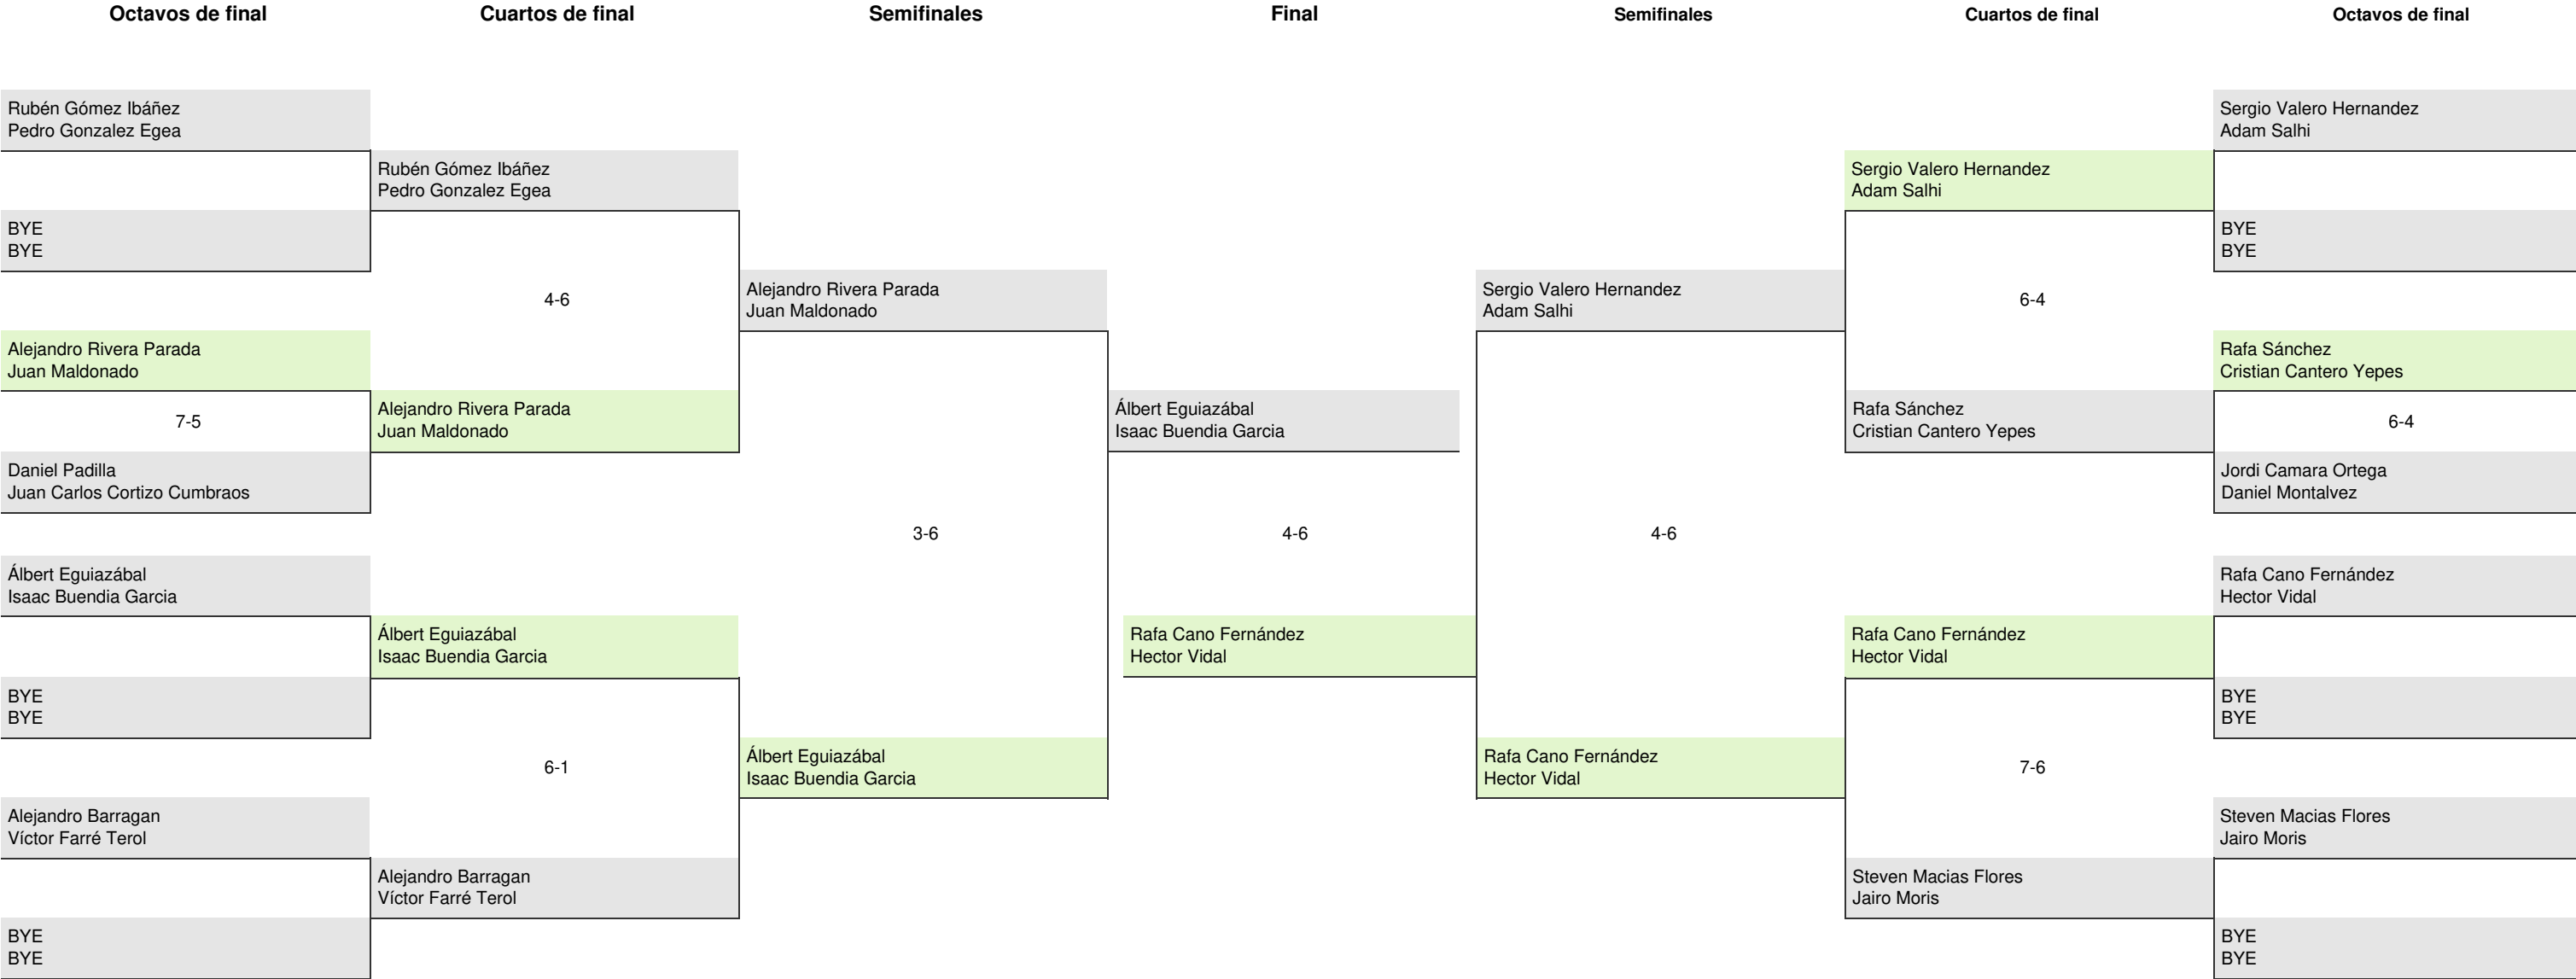 Octavos de final
Cuartos de final
Semifinales
Final
Semifinales
Cuartos de final
Octavos de final
Rubén Gómez Ibáñez
Pedro Gonzalez Egea
BYE
BYE
Alejandro Rivera Parada
Juan Maldonado
7-5
Daniel Padilla
Juan Carlos Cortizo Cumbraos
Álbert Eguiazábal
Isaac Buendia Garcia
BYE
BYE
Alejandro Barragan
Víctor Farré Terol
BYE
BYE
Rubén Gómez Ibáñez
Pedro Gonzalez Egea
4-6
Alejandro Rivera Parada
Juan Maldonado
Álbert Eguiazábal
Isaac Buendia Garcia
6-1
Alejandro Barragan
Víctor Farré Terol
Alejandro Rivera Parada
Juan Maldonado
3-6
Álbert Eguiazábal
Isaac Buendia Garcia
Álbert Eguiazábal
Isaac Buendia Garcia
4-6
Rafa Cano Fernández
Hector Vidal
Sergio Valero Hernandez
Adam Salhi
4-6
Rafa Cano Fernández
Hector Vidal
Sergio Valero Hernandez
Adam Salhi
6-4
Rafa Sánchez
Cristian Cantero Yepes
Rafa Cano Fernández
Hector Vidal
7-6
Steven Macias Flores
Jairo Moris
Sergio Valero Hernandez
Adam Salhi
BYE
BYE
Rafa Sánchez
Cristian Cantero Yepes
6-4
Jordi Camara Ortega
Daniel Montalvez
Rafa Cano Fernández
Hector Vidal
BYE
BYE
Steven Macias Flores
Jairo Moris
BYE
BYE